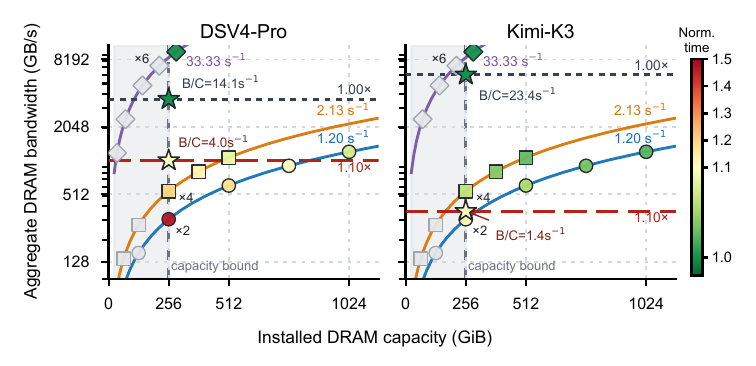 DSV4-Pro
Kimi-K3
Norm.
time
Aggregate DRAM bandwidth (GB/s)
8192
2048
512
128
×6
33.33 s⁻¹
B/C=14.1s⁻¹
1.00×
2.13 s⁻¹
1.20 s⁻¹
B/C=4.0s⁻¹
1.10×
×4
×2
capacity bound
0
256
512
1024
×6
33.33 s⁻¹
1.00×
B/C=23.4s⁻¹
2.13 s⁻¹
1.20 s⁻¹
×4
1.10×
×2
B/C=1.4s⁻¹
capacity bound
0
256
512
1024
1.5
1.4
1.3
1.2
1.1
1.0
Installed DRAM capacity (GiB)